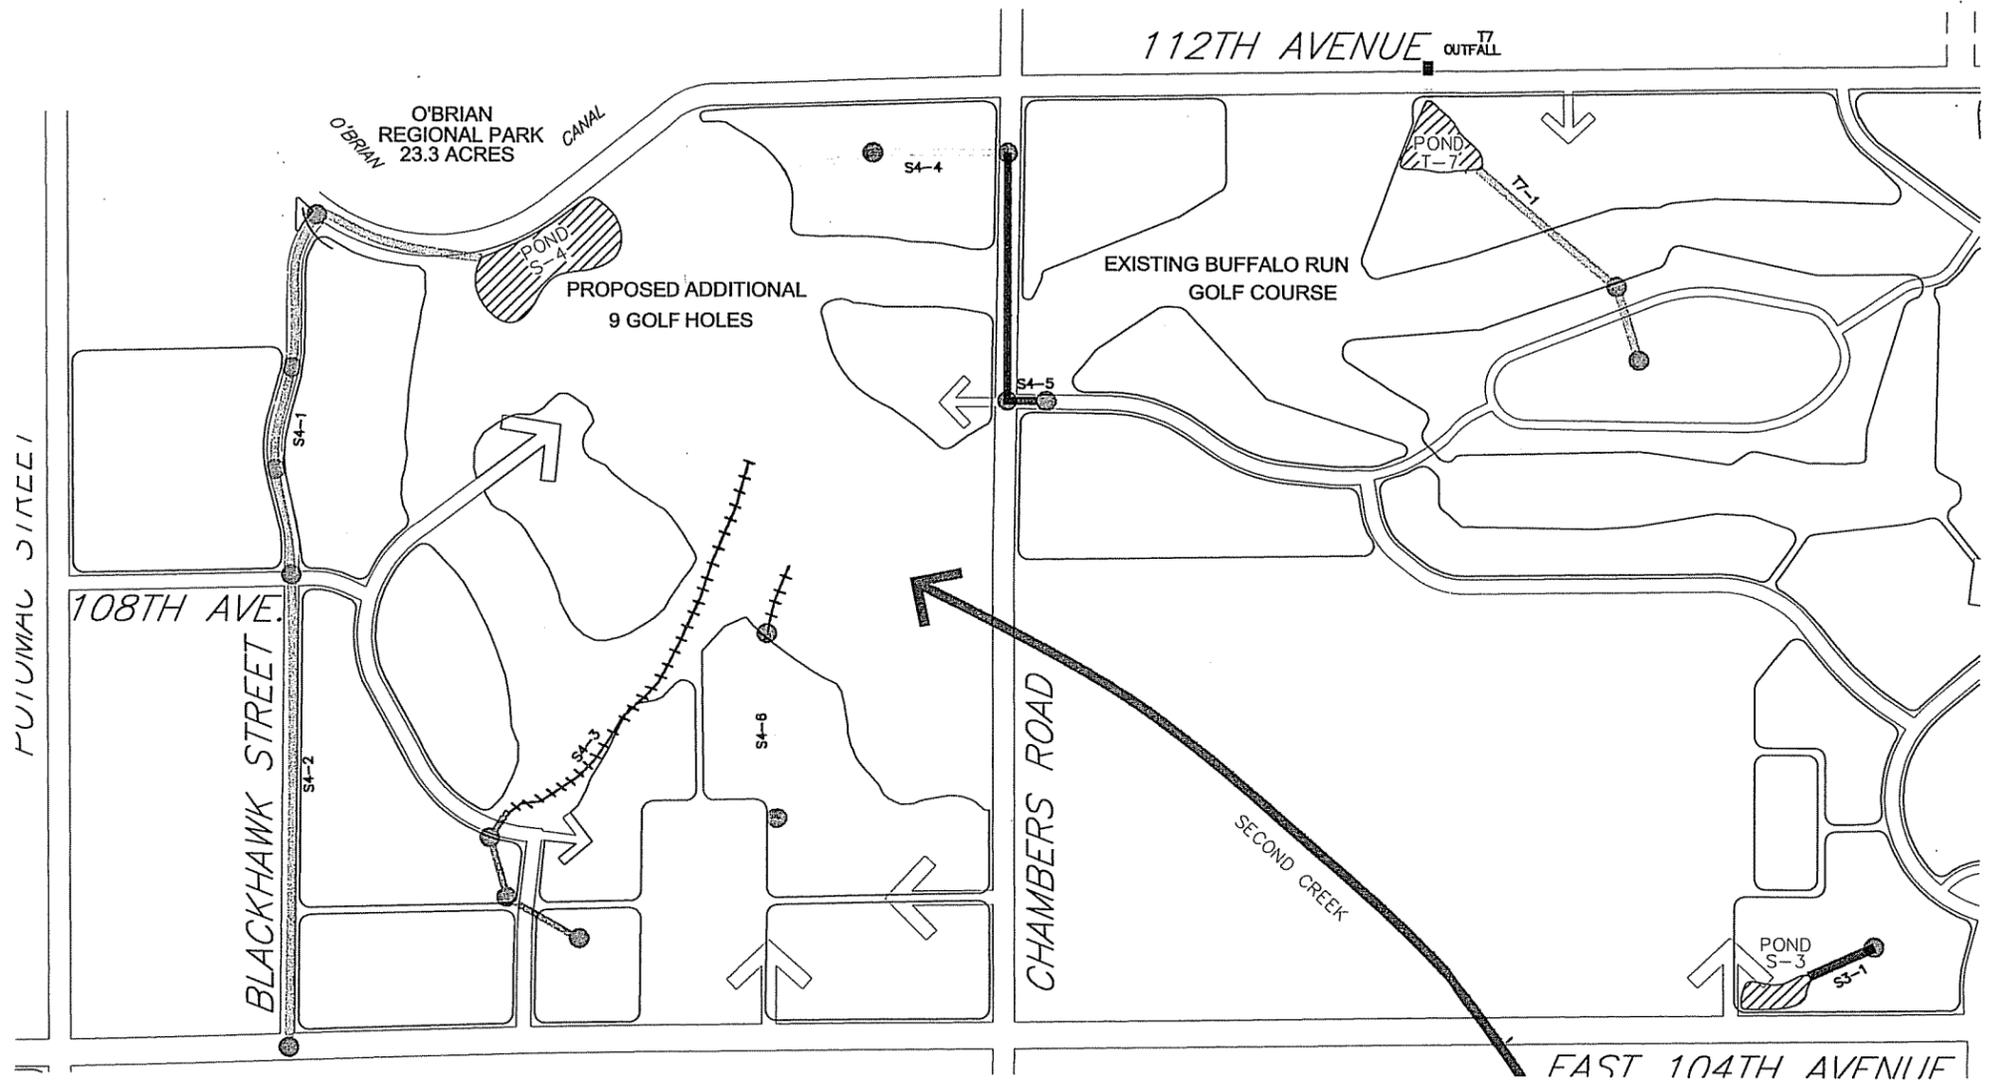 112TH AVENUE
T7
OUTFALL
O'BRIAN
REGIONAL PARK
23.3 ACRES
O'BRIAN
CANAL
POND
T-7
S4-4
T7-1
POND
S-4
EXISTING BUFFALO RUN
GOLF COURSE
PROPOSED ADDITIONAL
9 GOLF HOLES
S4-5
S4-1
POTOMAC STREET
108TH AVE.
BLACKHAWK STREET
S4-2
S4-3
S4-6
CHAMBERS ROAD
SECOND CREEK
POND
S-3
S3-1
EAST 104TH AVENUE